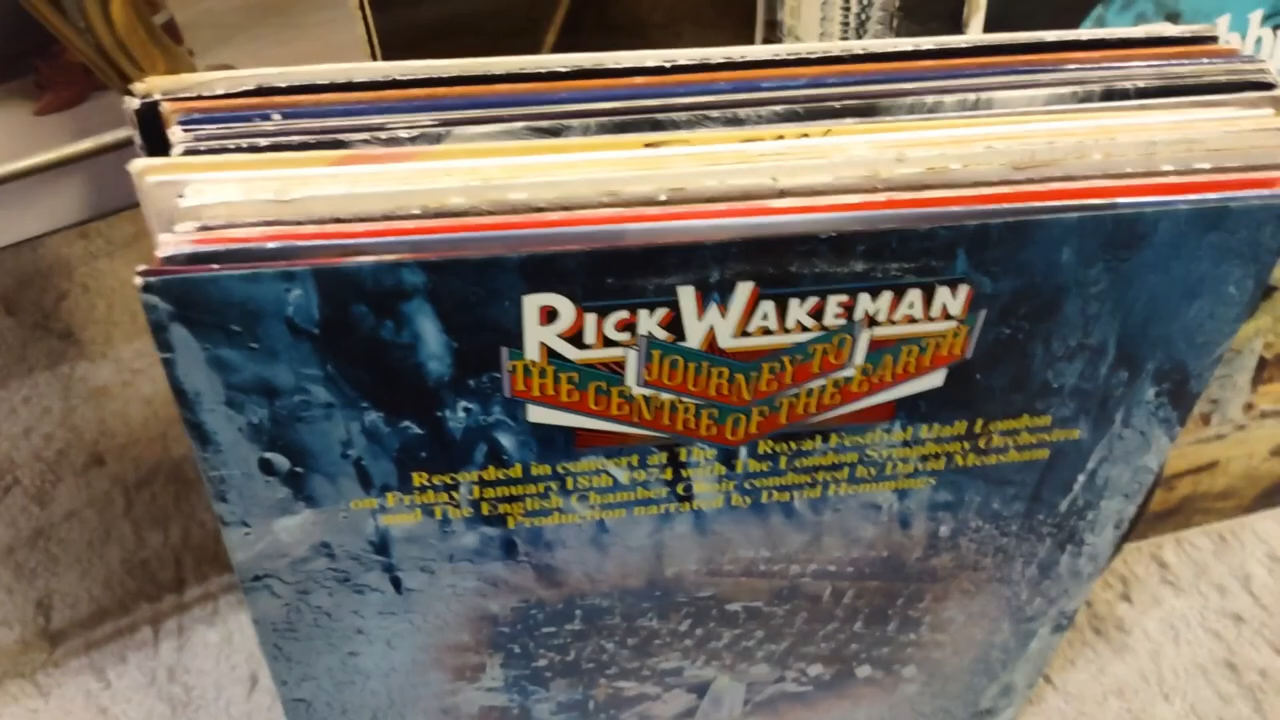 RICK WAKEMAN
JOURNEY TO
THE CENTRE OF THE EARTH
Recorded in concert at The Royal Festival Hall London
on Friday January 18th 1974 with The London Symphony Orchestra
and The English Chamber Choir conducted by David Measham
Production narrated by David Hemmings